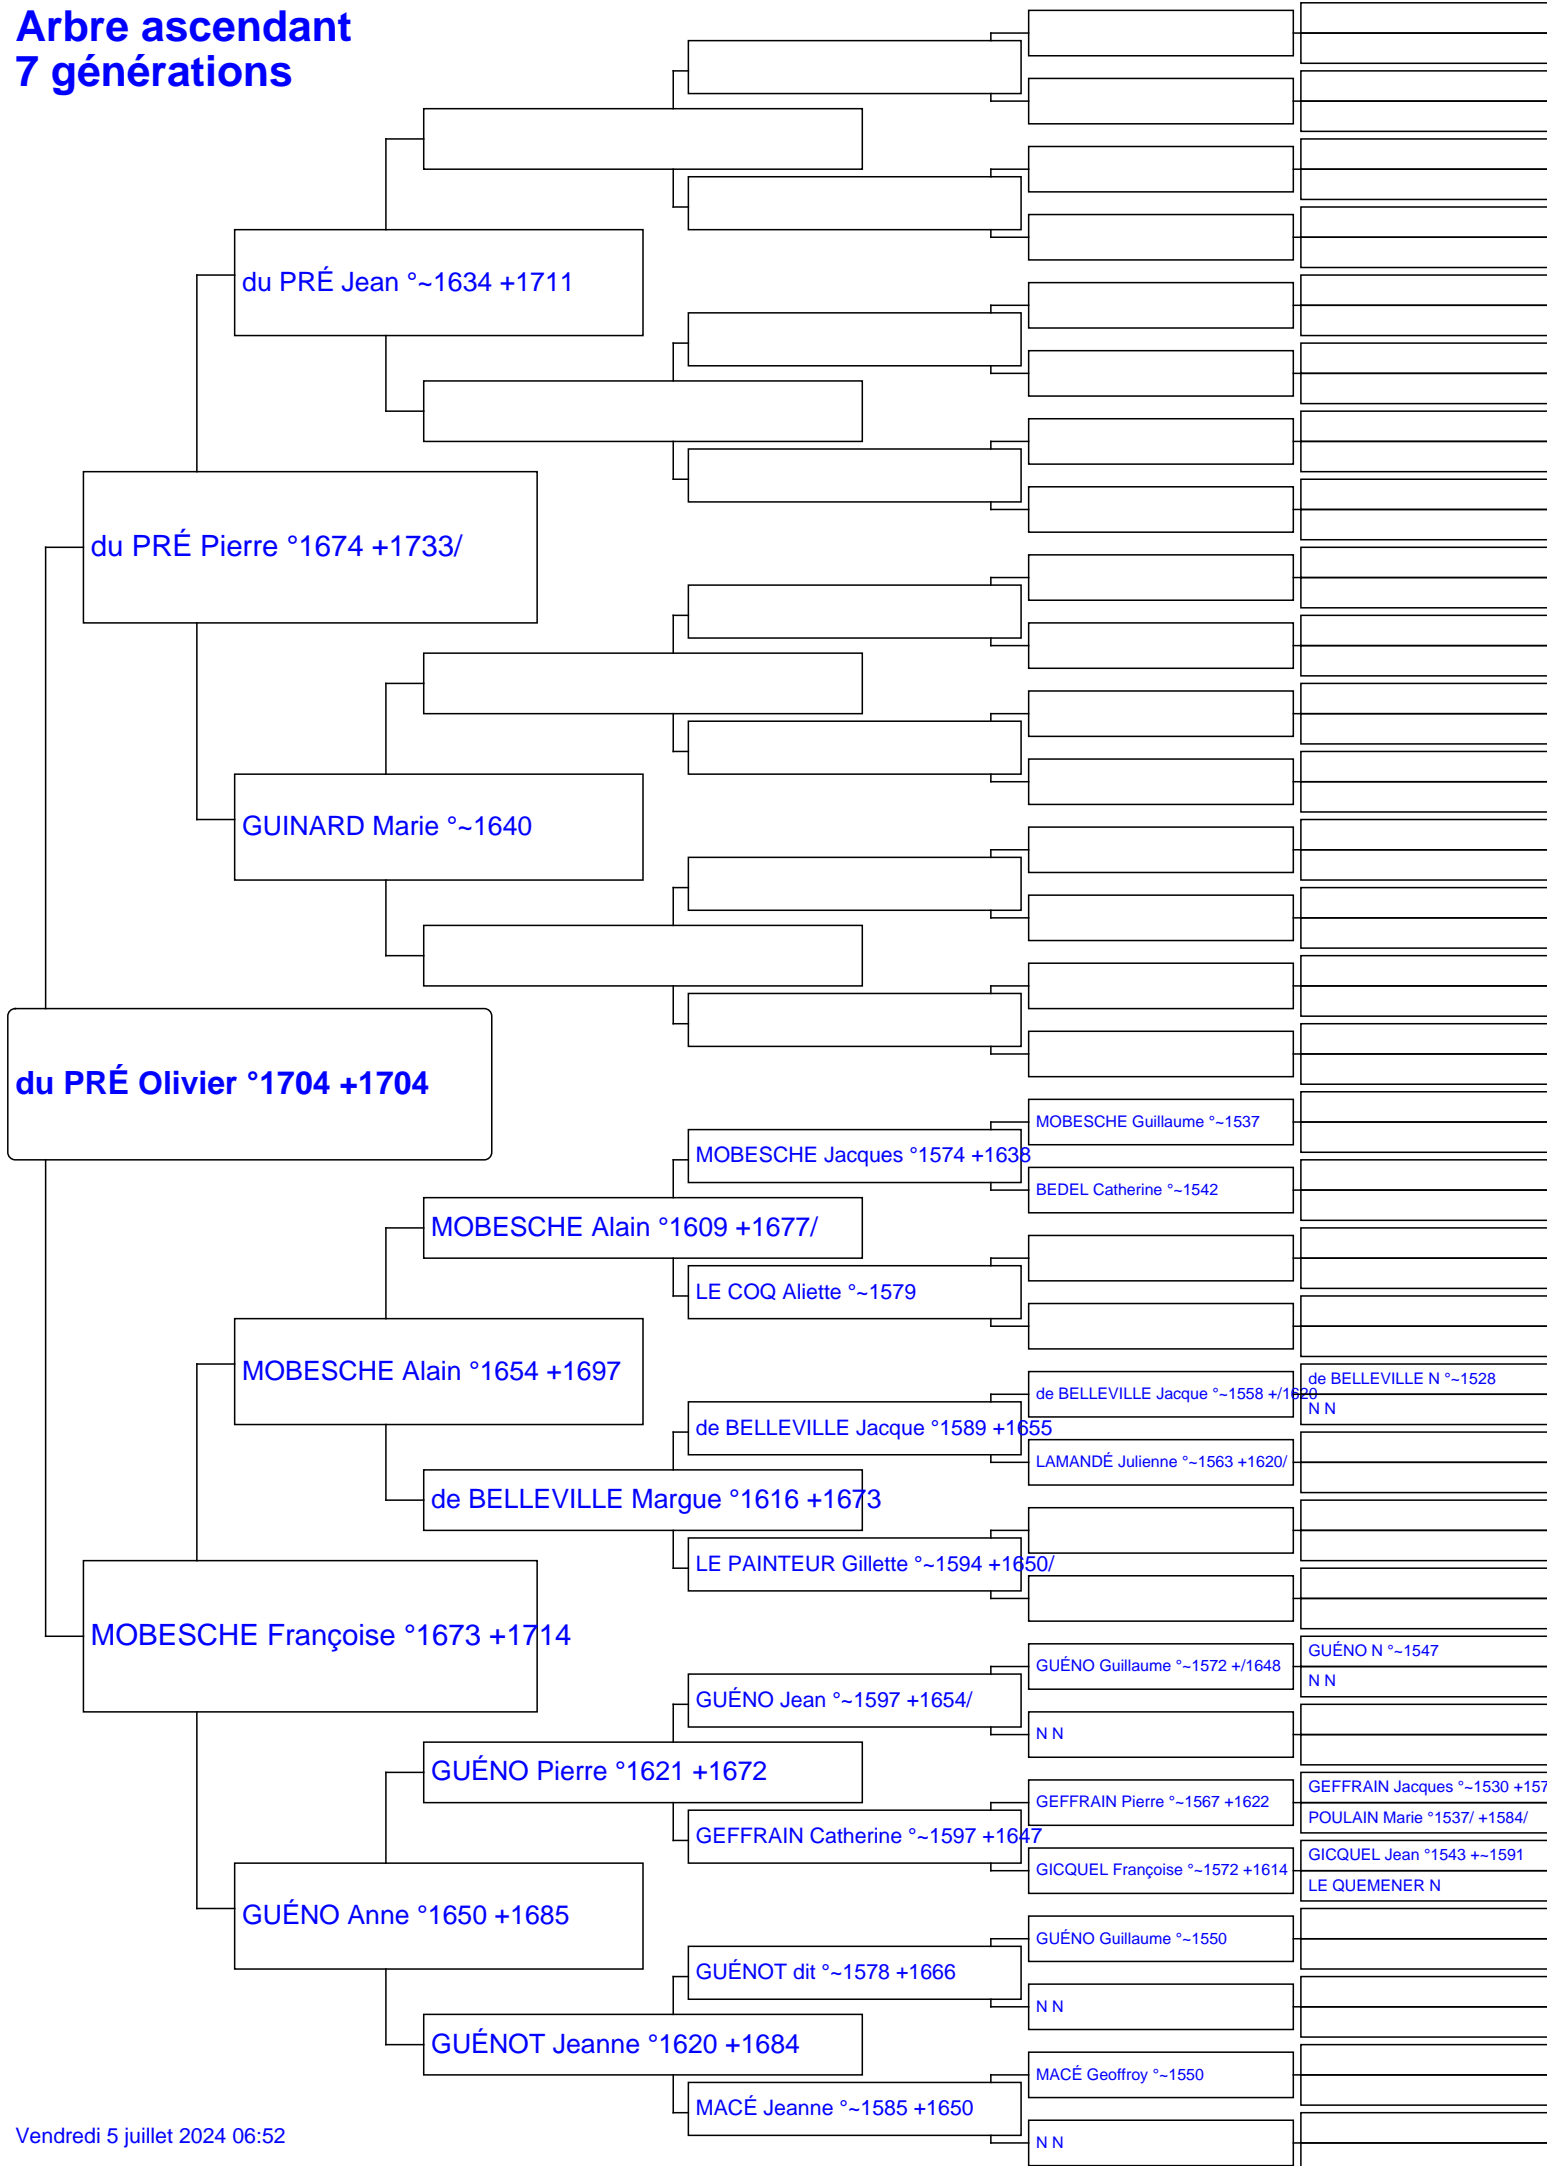 Arbre ascendant
7 générations
du PRÉ Jean °~1634 +1711
du PRÉ Pierre °1674 +1733/
GUINARD Marie °~1640
du PRÉ Olivier °1704 +1704
MOBESCHE Guillaume °~1537
MOBESCHE Jacques °1574 +1638
BEDEL Catherine °~1542
MOBESCHE Alain °1609 +1677/
LE COQ Aliette °~1579
MOBESCHE Alain °1654 +1697
de BELLEVILLE N °~1528
de BELLEVILLE Jacque °~1558 +/1620
N N
de BELLEVILLE Jacque °1589 +1655
LAMANDÉ Julienne °~1563 +1620/
de BELLEVILLE Margue °1616 +1673
LE PAINTEUR Gillette °~1594 +1650/
MOBESCHE Françoise °1673 +1714
GUÉNO N °~1547
GUÉNO Guillaume °~1572 +/1648
N N
GUÉNO Jean °~1597 +1654/
N N
GUÉNO Pierre °1621 +1672
GEFFRAIN Jacques °~1530 +157
GEFFRAIN Pierre °~1567 +1622
POULAIN Marie °1537/ +1584/
GEFFRAIN Catherine °~1597 +1647
GICQUEL Jean °1543 +~1591
GICQUEL Françoise °~1572 +1614
LE QUEMENER N
GUÉNO Anne °1650 +1685
GUÉNO Guillaume °~1550
GUÉNOT dit °~1578 +1666
N N
GUÉNOT Jeanne °1620 +1684
MACÉ Geoffroy °~1550
MACÉ Jeanne °~1585 +1650
N N
Vendredi 5 juillet 2024 06:52